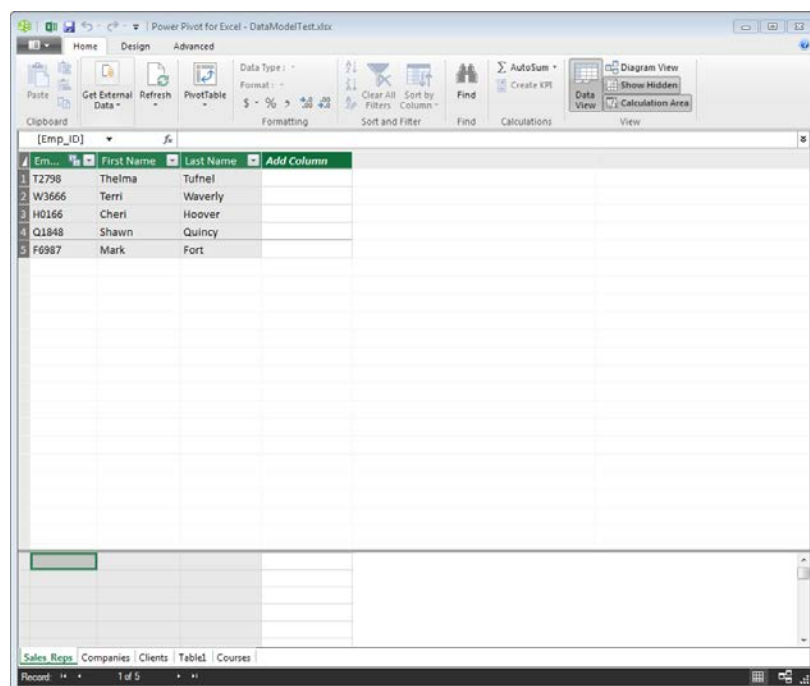 Power Pivot for Excel - DataModelTest.xlsx
Home Design Advanced
Paste
Get External Data
Refresh
PivotTable
Data Type :
Format :
$ % ,
Clear All Filters
Sort by Column
Find
AutoSum
Create KPI
Data View
Diagram View
Show Hidden
Calculation Area
Clipboard Formatting Sort and Filter Find Calculations View
[Emp_ID] fx
Em... First Name Last Name Add Column
1 T2798 Thelma Tufnel
2 W3666 Terri Waverly
3 H0166 Cheri Hoover
4 Q1848 Shawn Quincy
5 F6987 Mark Fort
Sales_Reps Companies Clients Table1 Courses
Record: 1 of 5